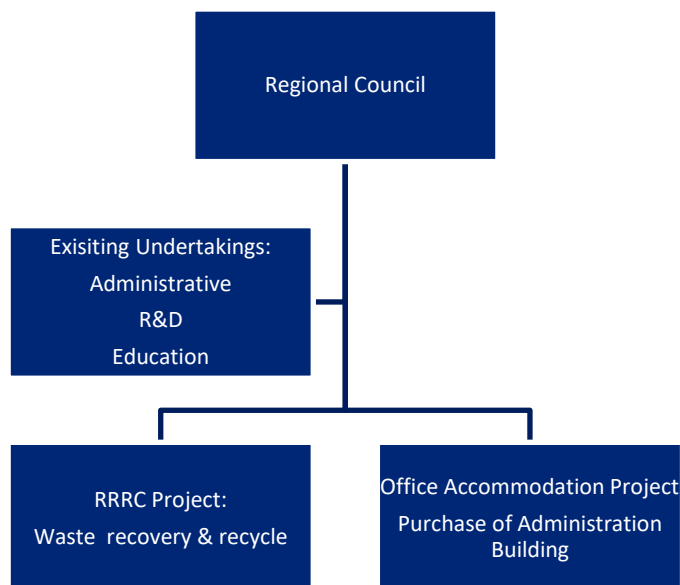 Regional Council
Exisiting Undertakings:
Administrative
R&D
Education
RRRC Project:
Waste  recovery & recycle
Office Accommodation Project
Purchase of Administration
Building